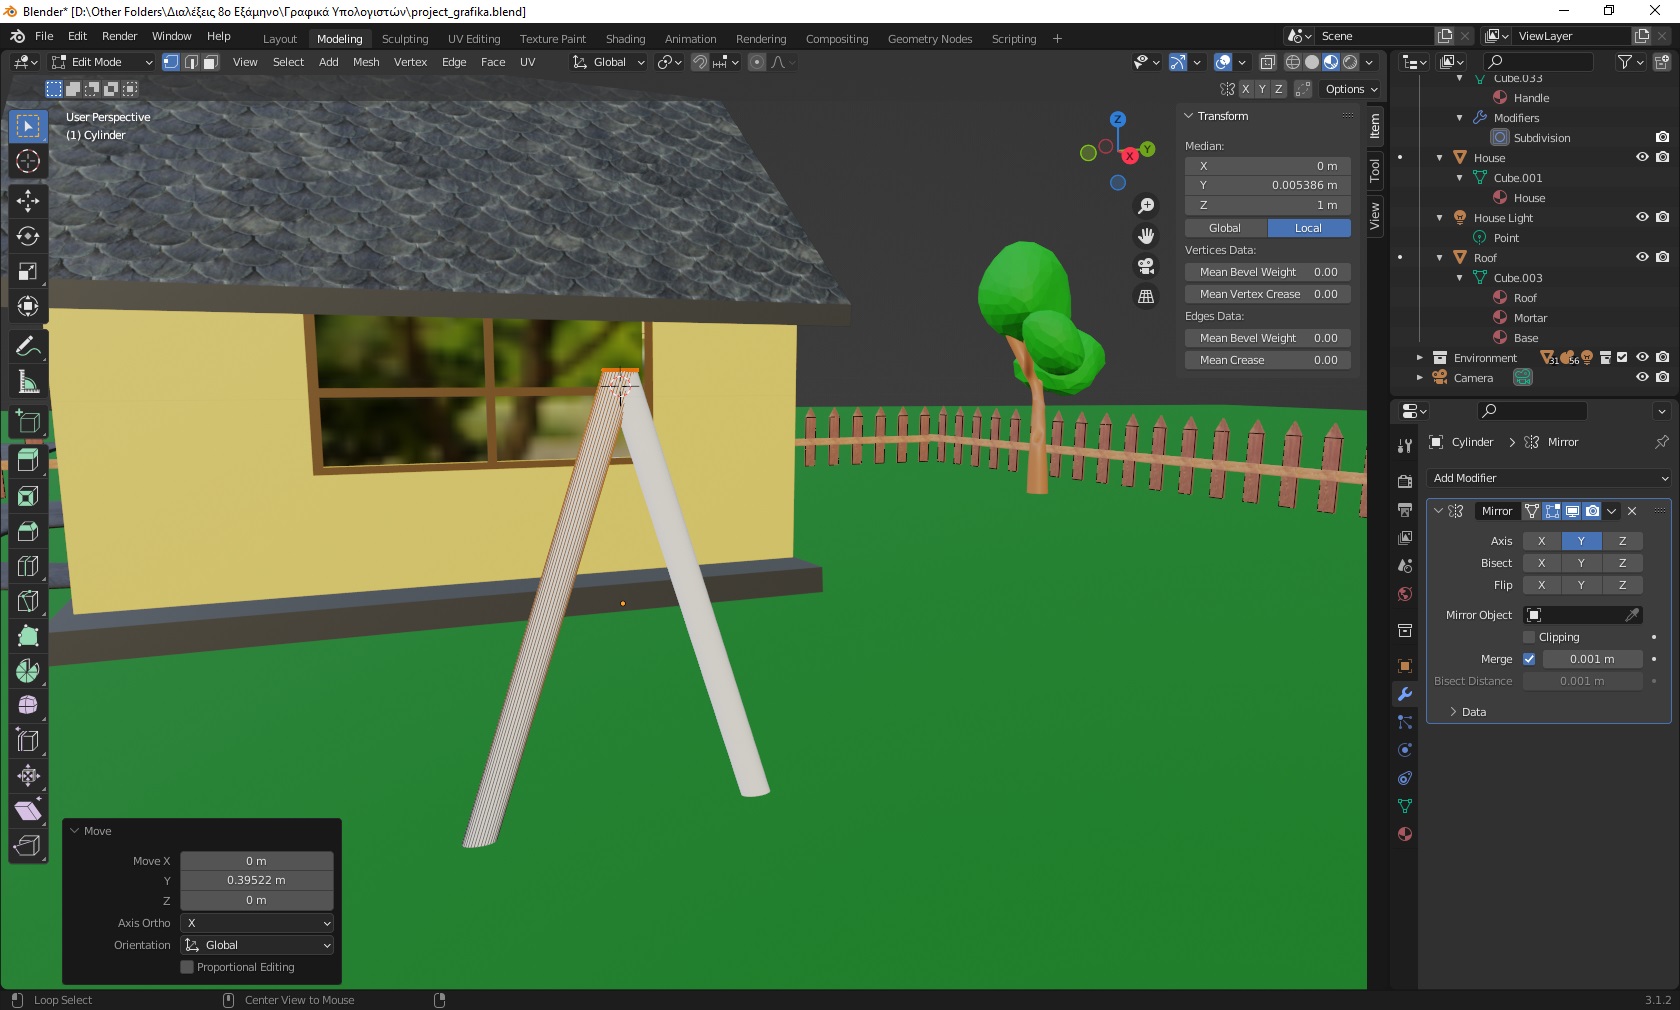 Blender* [D:\Other Folders\Διαλέξεις 8ο Εξάμηνο\Γραφικά Υπολογιστών\project_grafika.blend]
File Edit Render Window Help Layout Modeling Sculpting UV Editing Texture Paint Shading Animation Rendering Compositing Geometry Nodes Scripting + Scene ViewLayer
Edit Mode View Select Add Mesh Vertex Edge Face UV Global
X Y Z Options
User Perspective
(1) Cylinder
Z
Y
X
Transform
Median:
X 0 m
Y 0.005386 m
Z 1 m
Global Local
Vertices Data:
Mean Bevel Weight 0.00
Mean Vertex Crease 0.00
Edges Data:
Mean Bevel Weight 0.00
Mean Crease 0.00
Item
Tool
View
Cube.033
Handle
Modifiers
Subdivision
House
Cube.001
House
House Light
Point
Roof
Cube.003
Roof
Mortar
Base
Environment 31 56
Camera
Cylinder > Mirror
Add Modifier
Mirror
Axis X Y Z
Bisect X Y Z
Flip X Y Z
Mirror Object
Clipping
Merge 0.001 m
Bisect Distance 0.001 m
Data
Move
Move X 0 m
Y 0.39522 m
Z 0 m
Axis Ortho X
Orientation Global
Proportional Editing
Loop Select Center View to Mouse 3.1.2